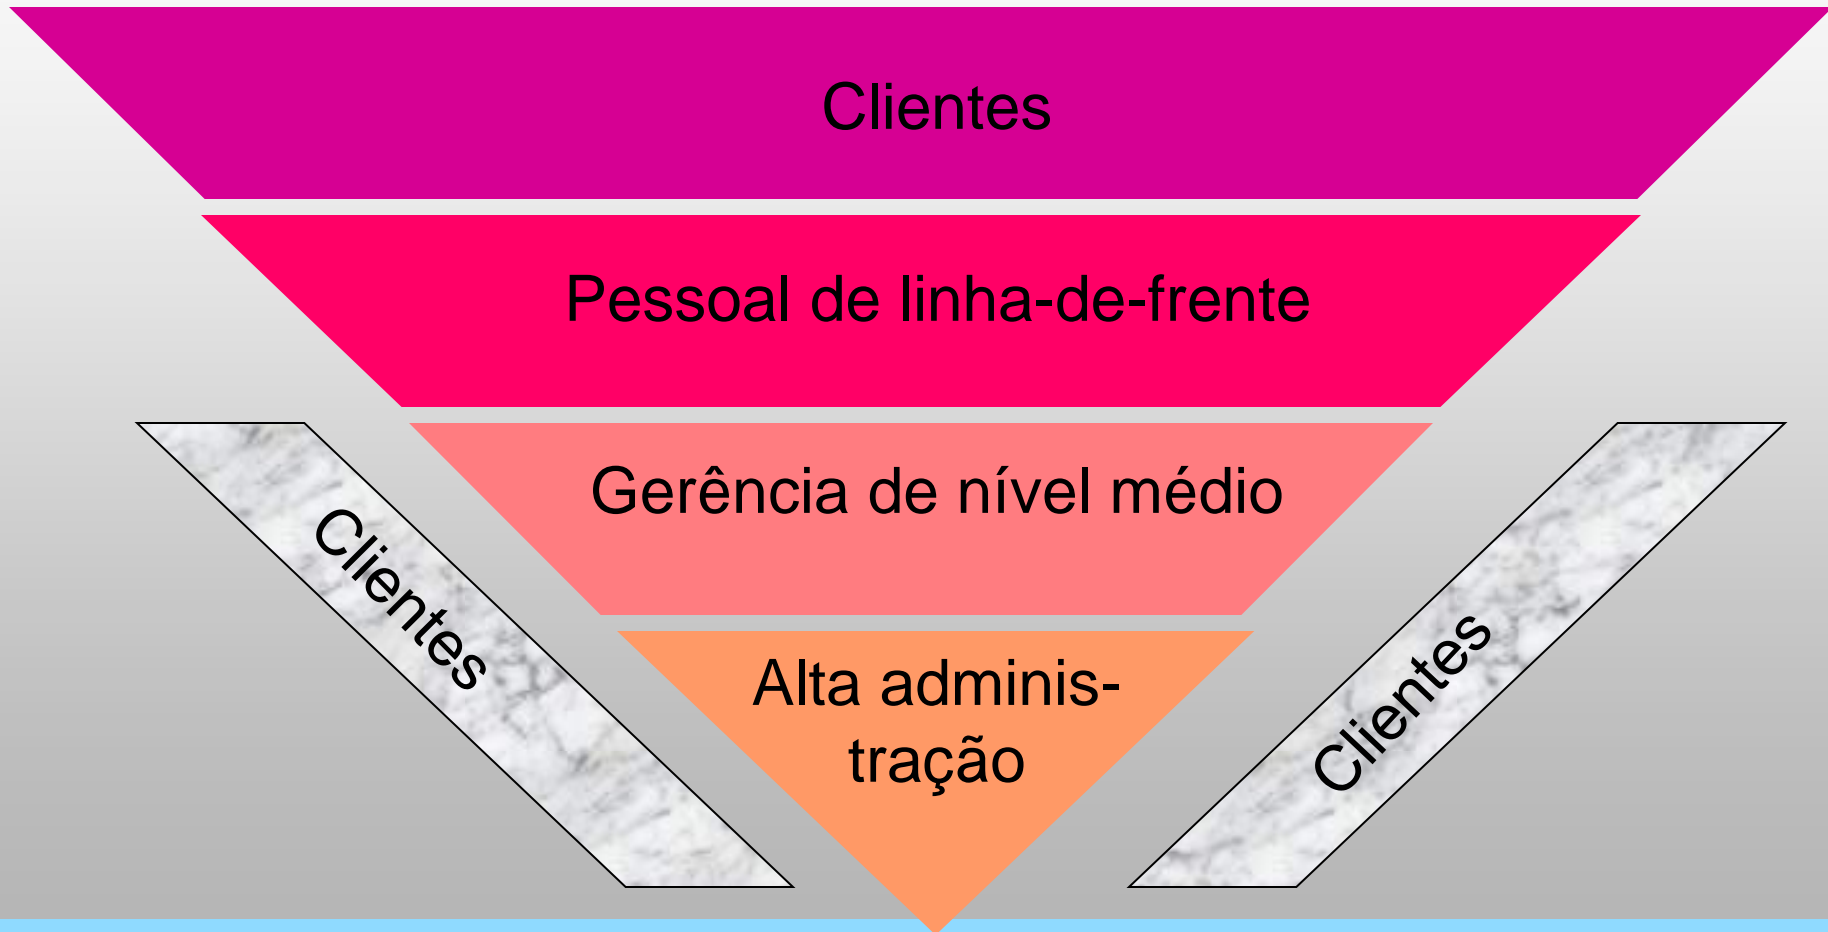 Clientes
Pessoal de linha-de-frente
Gerência de nível médio
Clientes
Alta adminis-
tração
Clientes